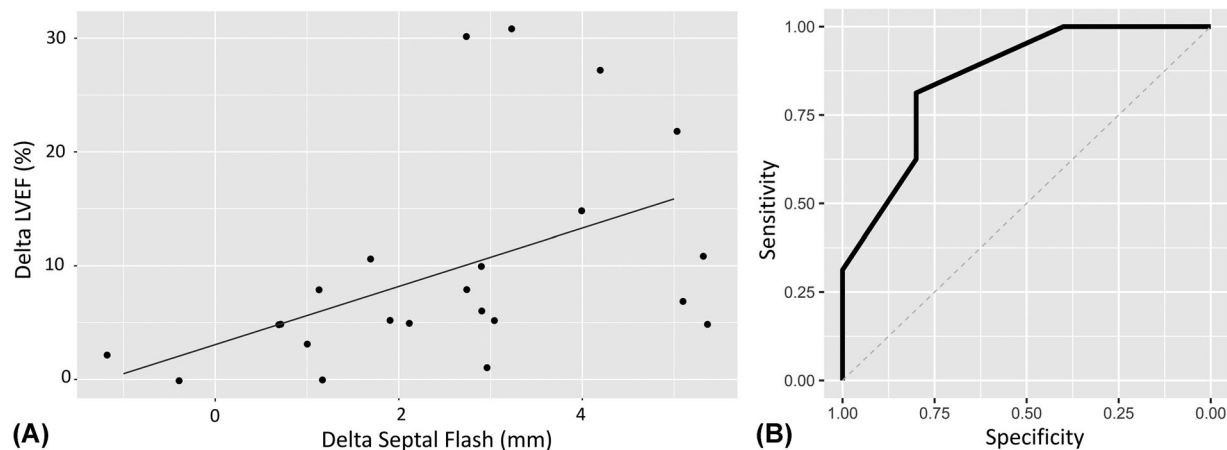 30
20
10
0
Delta LVEF (%)
0 2 4
Delta Septal Flash (mm)
(A)
1.00
0.75
0.50
0.25
0.00
Sensitivity
1.00 0.75 0.50 0.25 0.00
Specificity
(B)